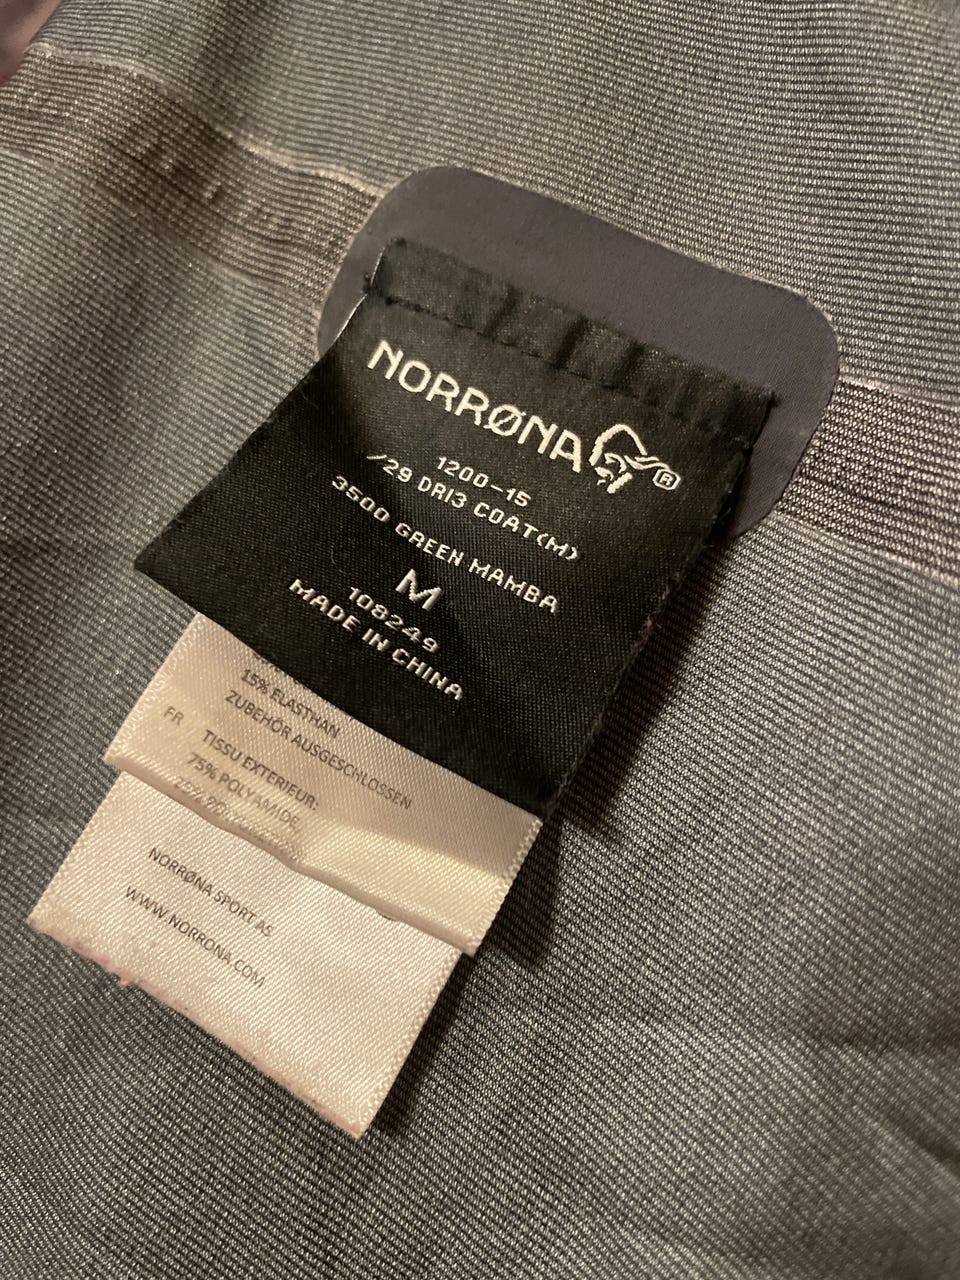 NORRØNA ®
1200-15
/29 DRI3 COAT(M)
3500 GREEN MAMBA
M
108249
MADE IN CHINA
15% ELASTHAN
ZUBEHÖR AUSGESCHLOSSEN
FR TISSU EXTERIEUR:
75% POLYAMIDE,
NORRØNA SPORT AS
WWW.NORRONA.COM